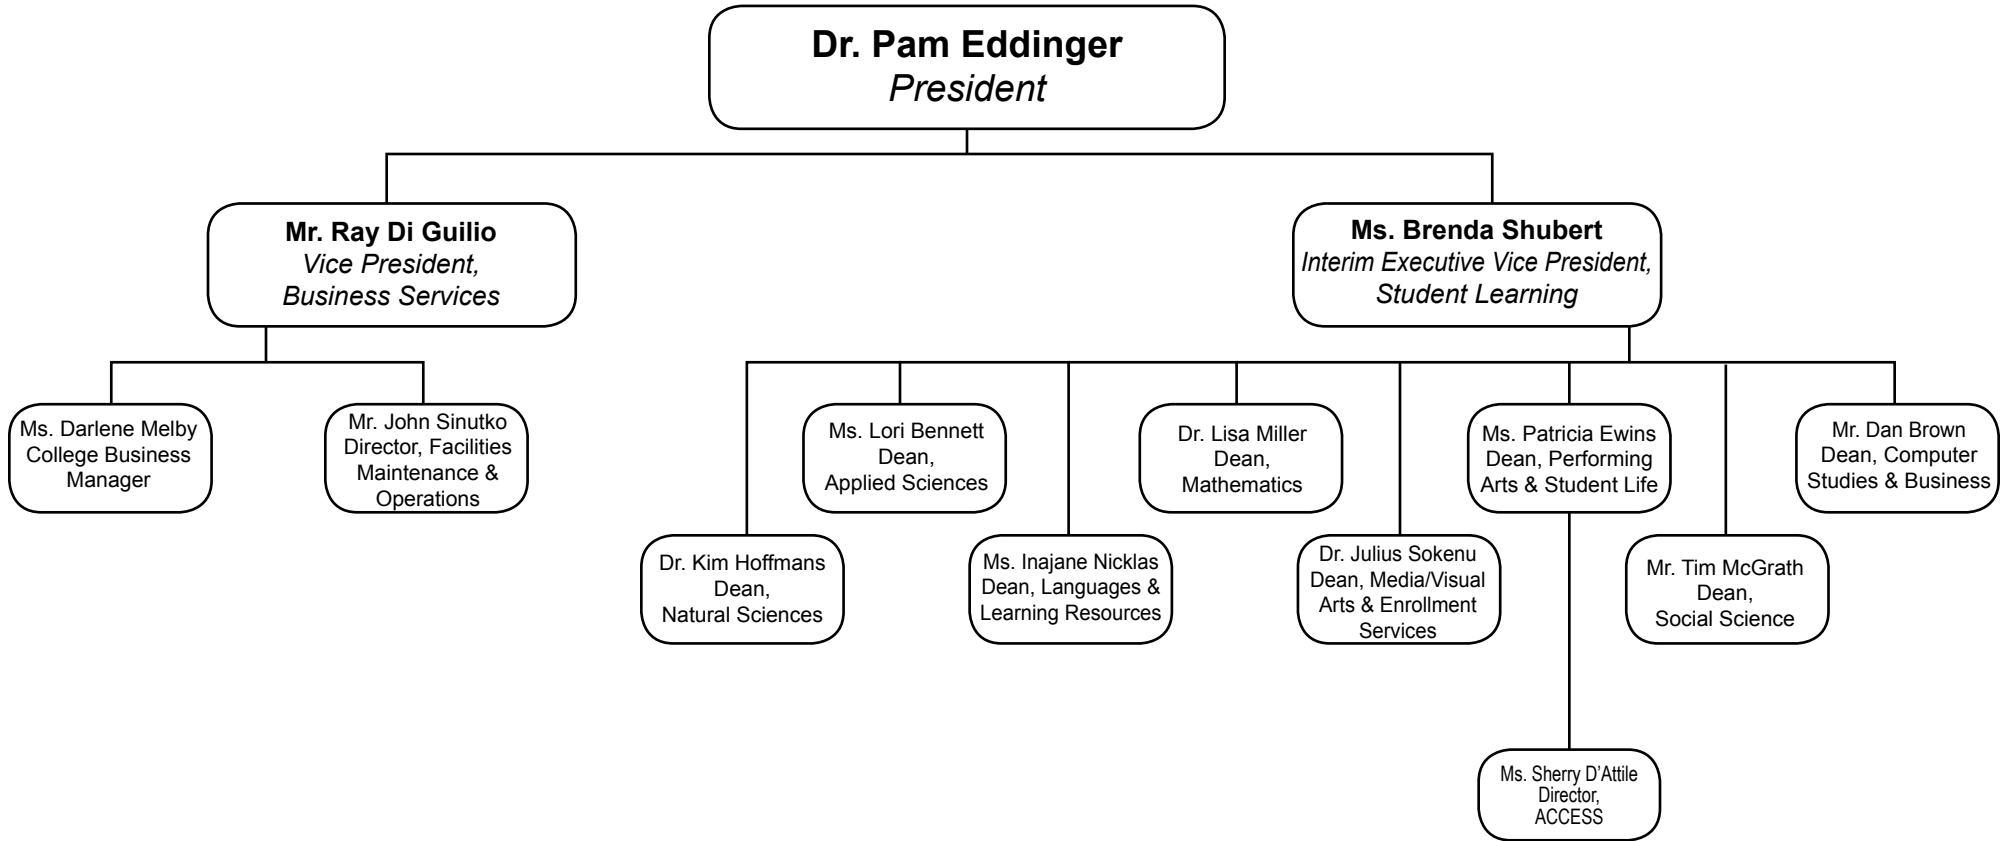 Dr. Pam Eddinger
President
Mr. Ray Di Guilio
Vice President,
Business Services
Ms. Brenda Shubert
Interim Executive Vice President,
Student Learning
Ms. Darlene Melby
College Business
Manager
Mr. John Sinutko
Director, Facilities
Maintenance &
Operations
Ms. Lori Bennett
Dean,
Applied Sciences
Dr. Lisa Miller
Dean,
Mathematics
Ms. Patricia Ewins
Dean, Performing
Arts & Student Life
Mr. Dan Brown
Dean, Computer
Studies & Business
Dr. Kim Hoffmans
Dean,
Natural Sciences
Ms. Inajane Nicklas
Dean, Languages &
Learning Resources
Dr. Julius Sokenu
Dean, Media/Visual
Arts & Enrollment
Services
Mr. Tim McGrath
Dean,
Social Science
Ms. Sherry D’Attile
Director,
ACCESS